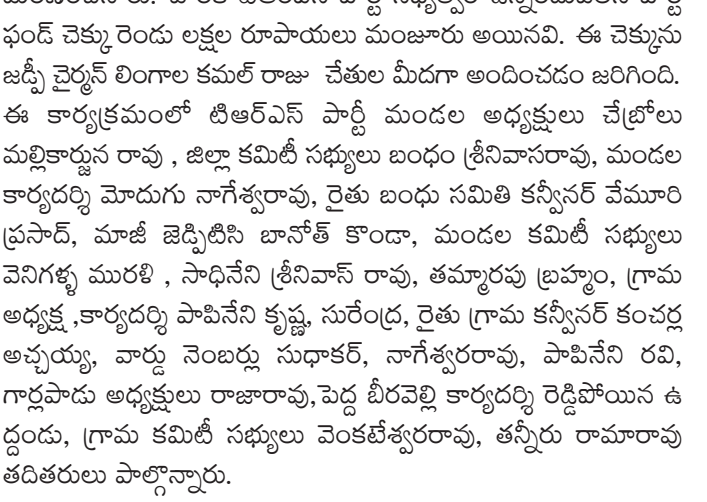 ఫండ్ చెక్కు రెండు లక్షల రూపాయలు మంజూరు అయినవి. ఈ చెక్కును
జడ్పీ చైర్మన్ లింగాల కమల్ రాజు చేతుల మీదగా అందించడం జరిగింది.
ఈ కార్యక్రమంలో టిఆర్ఎస్ పార్టీ మండల అధ్యక్షులు చేబ్రోలు
మల్లికార్జున రావు , జిల్లా కమిటీ సభ్యులు బంధం శ్రీనివాసరావు, మండల
కార్యదర్శి మోదుగు నాగేశ్వరావు, రైతు బంధు సమితి కన్వీనర్ వేమూరి
ప్రసాద్, మాజీ జెడ్పిటిసి బానోత్ కొండా, మండల కమిటీ సభ్యులు
వెనిగళ్ళ మురళి , సాధినేని శ్రీనివాస్ రావు, తమ్మారపు బ్రహ్మం, గ్రామ
అధ్యక్ష ,కార్యదర్శి పాపినేని కృష్ణ, సురేంద్ర, రైతు గ్రామ కన్వీనర్ కంచర్ల
అచ్చయ్య, వార్డు నెంబర్లు సుధాకర్, నాగేశ్వరరావు, పాపినేని రవి,
గార్లపాడు అధ్యక్షులు రాజారావు,పెద్ద బీరవెల్లి కార్యదర్శి రెడ్డిపోయిన ఉ
ద్దండు, గ్రామ కమిటీ సభ్యులు వెంకటేశ్వరరావు, తన్నీరు రామారావు
తదితరులు పాల్గొన్నారు.